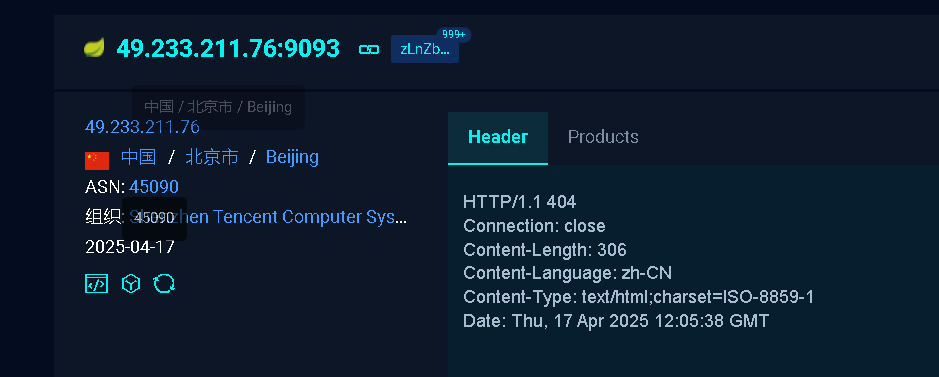 49.233.211.76:9093
zLnZb...
999+
中国 / 北京市 / Beijing
49.233.211.76
中国 / 北京市 / Beijing
ASN: 45090
组织: Shenzhen Tencent Computer Sys...
45090
2025-04-17
Header
Products
HTTP/1.1 404
Connection: close
Content-Length: 306
Content-Language: zh-CN
Content-Type: text/html;charset=ISO-8859-1
Date: Thu, 17 Apr 2025 12:05:38 GMT